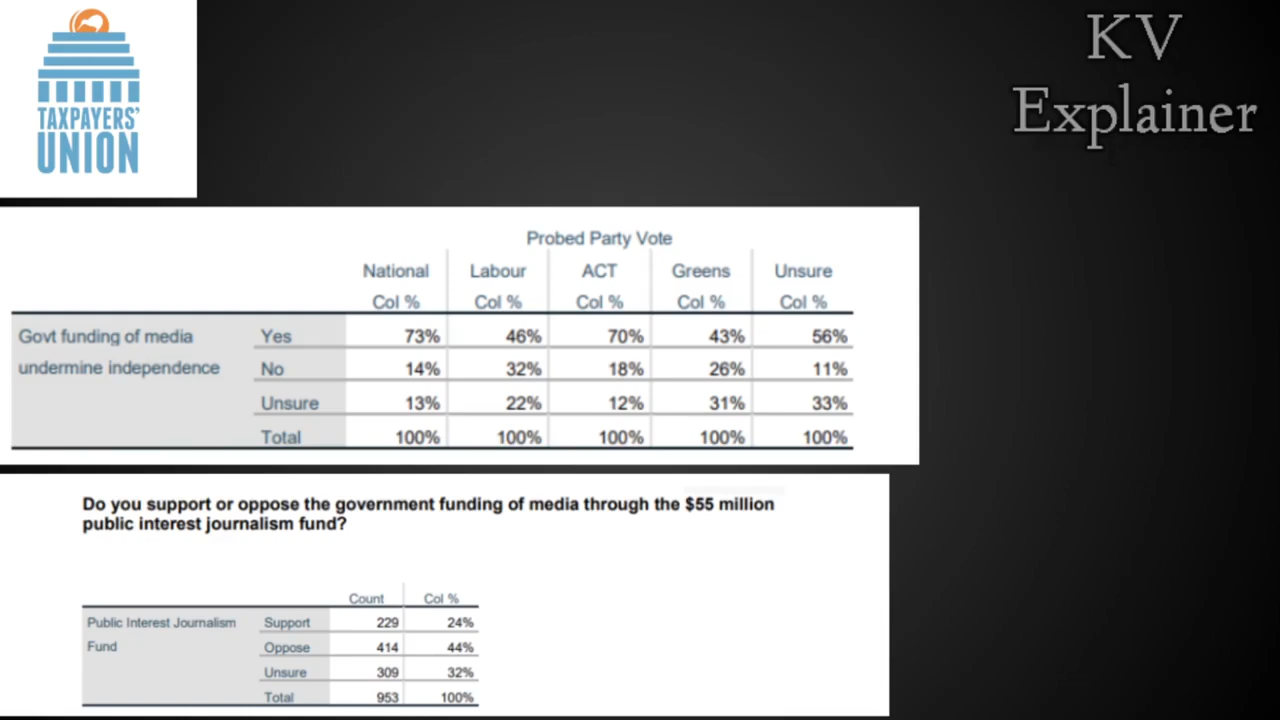 TAXPAYERS'
UNION
KV
Explainer
Probed Party Vote
National Labour ACT Greens Unsure
Col % Col % Col % Col % Col %
Govt funding of media Yes 73% 46% 70% 43% 56%
undermine independence No 14% 32% 18% 26% 11%
Unsure 13% 22% 12% 31% 33%
Total 100% 100% 100% 100% 100%
Do you support or oppose the government funding of media through the $55 million
public interest journalism fund?
Count Col %
Public Interest Journalism Support 229 24%
Fund Oppose 414 44%
Unsure 309 32%
Total 953 100%